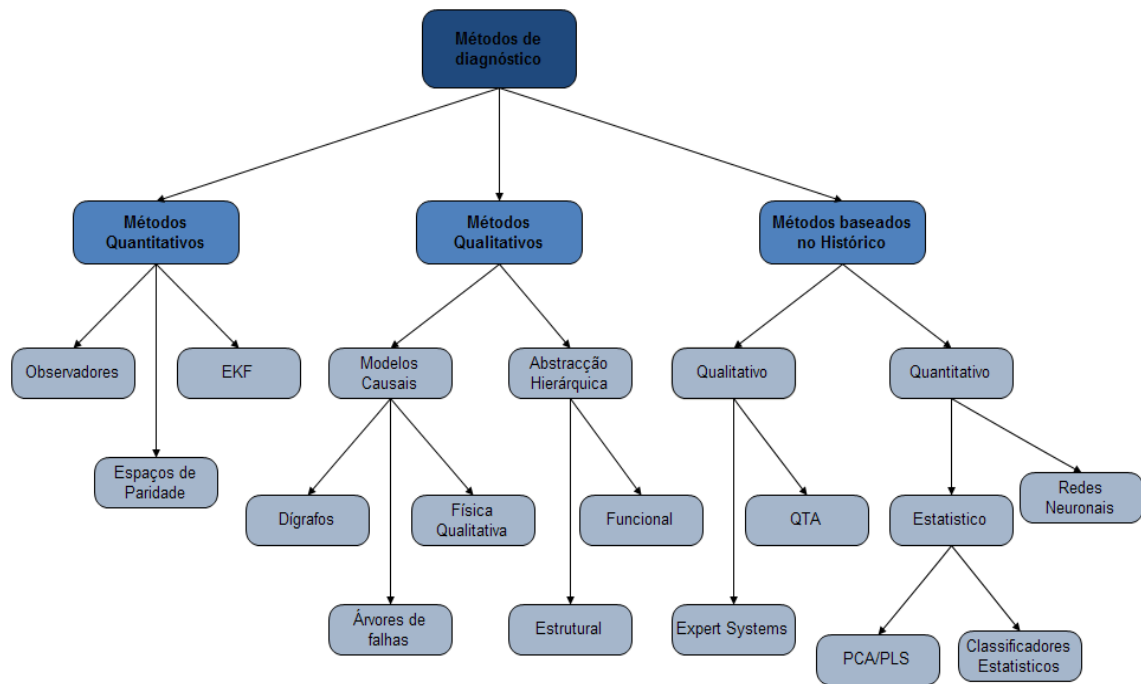 Métodos de
diagnóstico
Métodos
Quantitativos
Métodos
Qualitativos
Métodos baseados
no Histórico
Observadores
EKF
Modelos
Causais
Abstracção
Hierárquica
Qualitativo
Quantitativo
Espaços de
Paridade
Dígrafos
Física
Qualitativa
Funcional
QTA
Estatistico
Redes
Neuronais
Árvores de
falhas
Estrutural
Expert Systems
PCA/PLS
Classificadores
Estatisticos